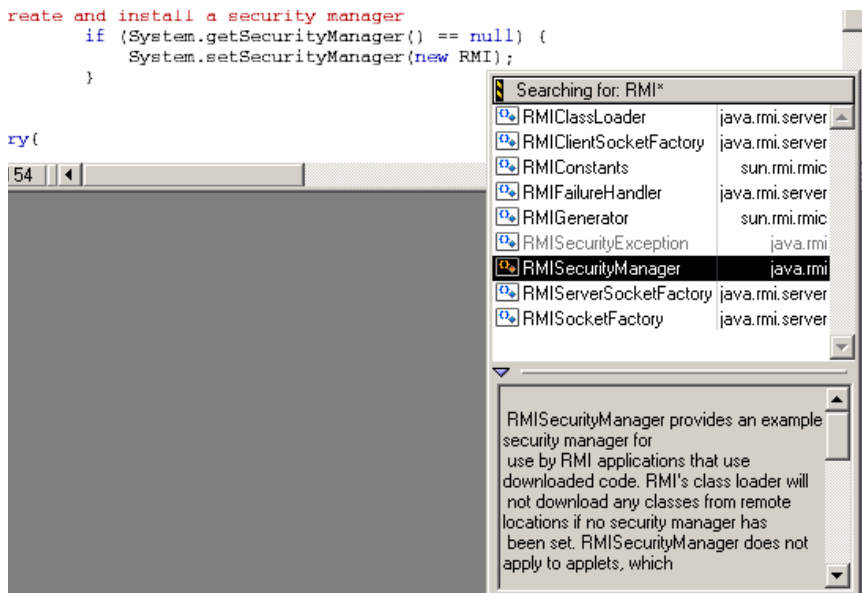 reate and install a security manager
if (System.getSecurityManager() == null) {
System.setSecurityManager(new RMI);
}
ry{
154
Searching for: RMI*
RMIClassLoader java.rmi.server
RMIClientSocketFactory java.rmi.server
RMIConstants sun.rmi.rmic
RMIFailureHandler java.rmi.server
RMIGenerator sun.rmi.rmic
RMISecurityException java.rmi
RMISecurityManager java.rmi
RMIServerSocketFactory java.rmi.server
RMISocketFactory java.rmi.server
RMISecurityManager provides an example
security manager for
use by RMI applications that use
downloaded code. RMI's class loader will
not download any classes from remote
locations if no security manager has
been set. RMISecurityManager does not
apply to applets, which